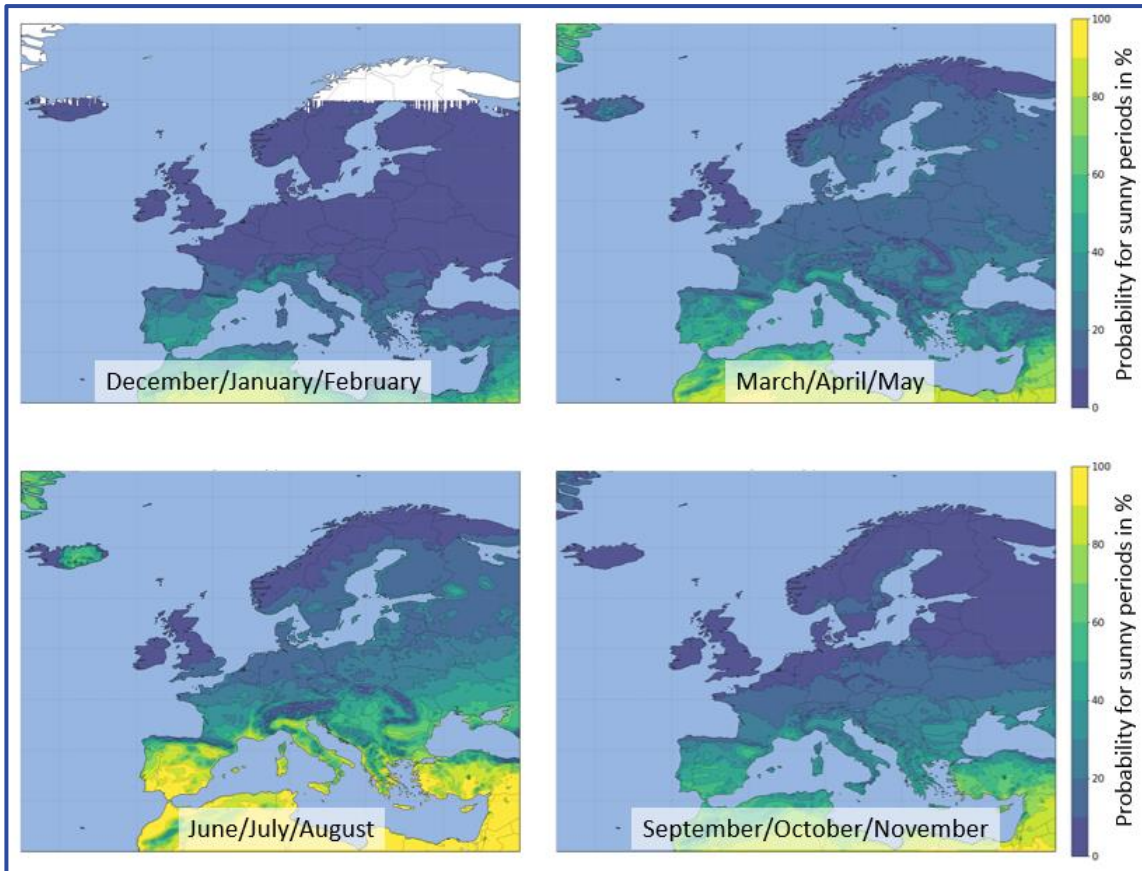 December/January/February
March/April/May
100
80
60
40
20
0
Probability for sunny periods in %
June/July/August
September/October/November
100
80
60
40
20
0
Probability for sunny periods in %